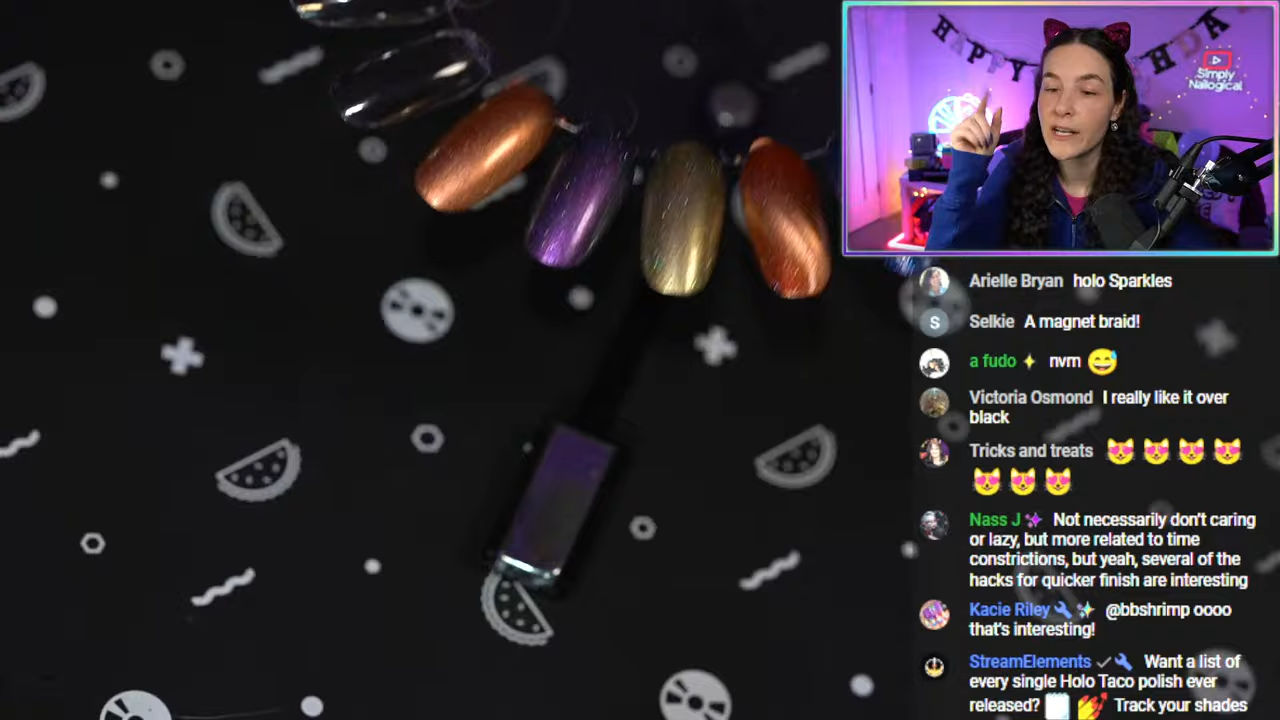 HAPPY
HDA
Simply
Nailogical
Arielle Bryan holo Sparkles
S Selkie A magnet braid!
a fudo nvm
Victoria Osmond I really like it over
black
Tricks and treats
Nass J Not necessarily don't caring
or lazy, but more related to time
constrictions, but yeah, several of the
hacks for quicker finish are interesting
Kacie Riley @bbshrimp oooo
that's interesting!
StreamElements Want a list of
every single Holo Taco polish ever
released? Track your shades